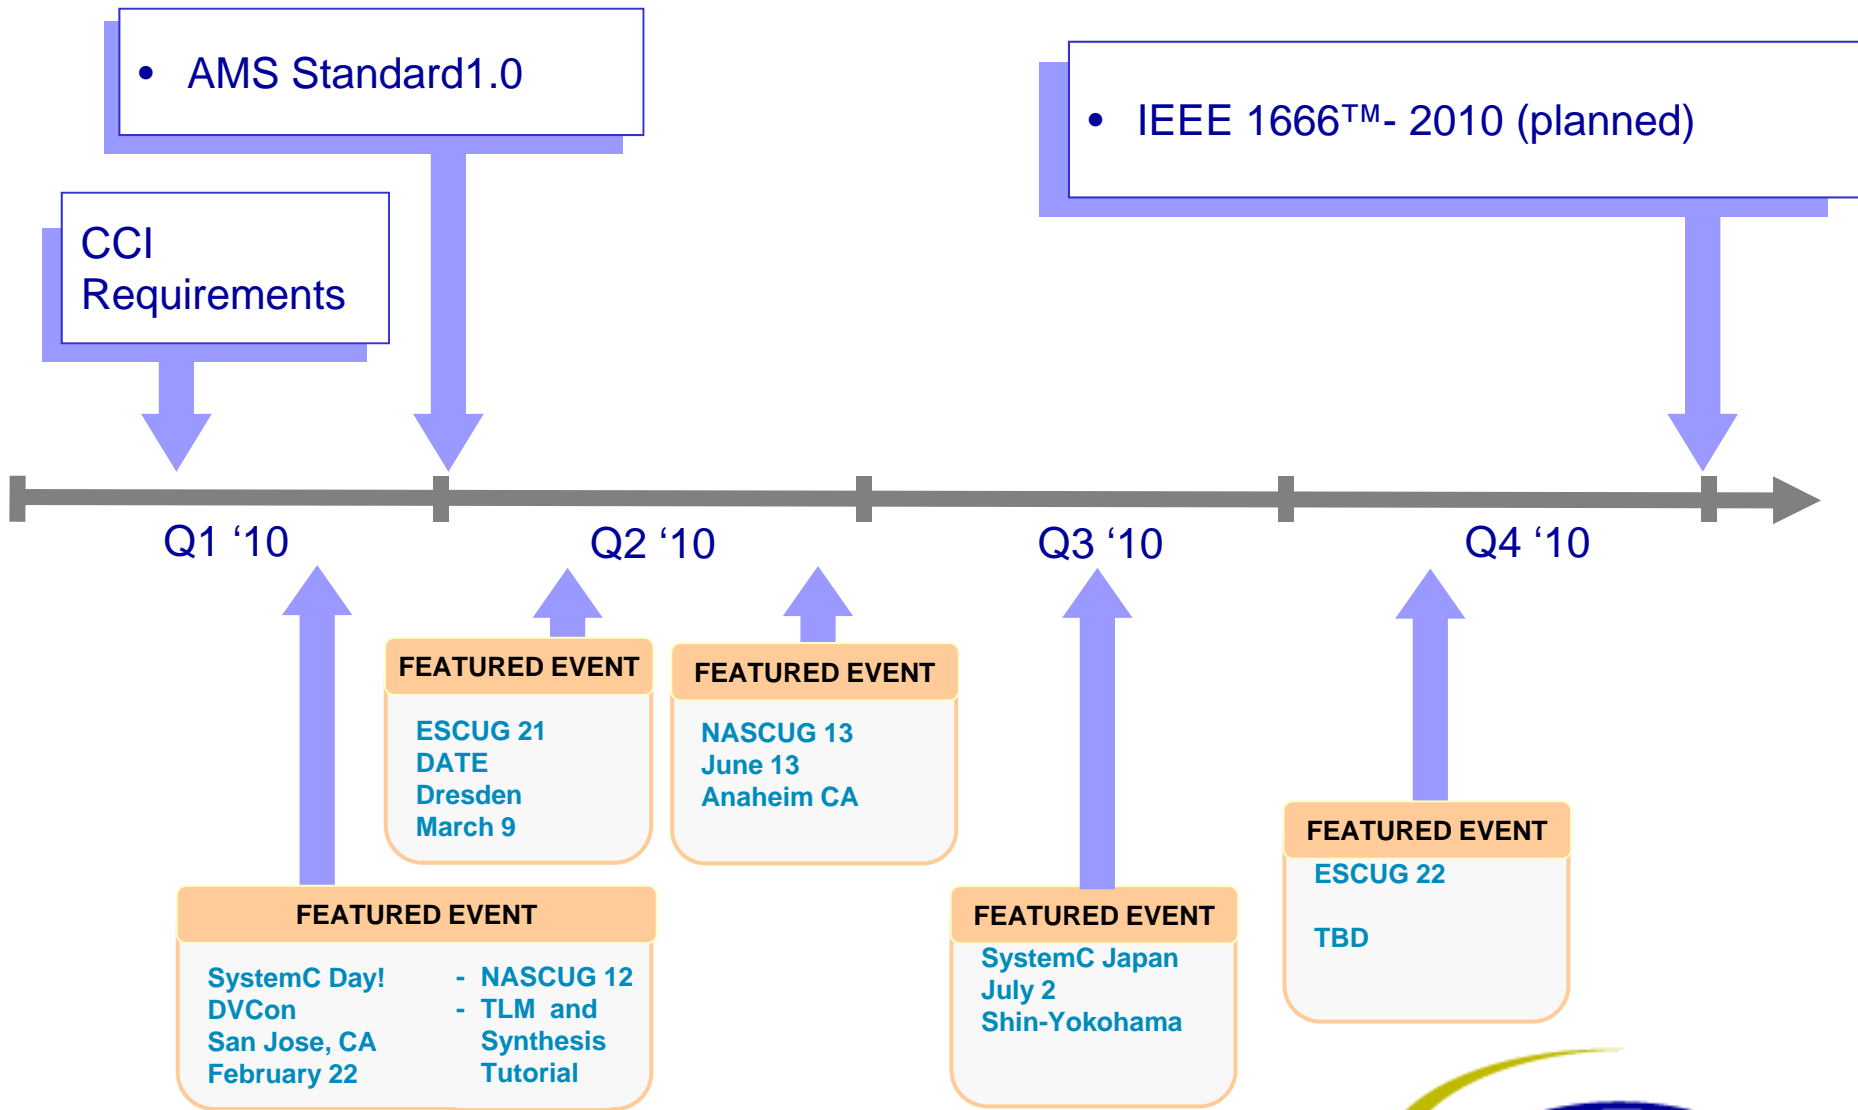 • AMS Standard1.0
• IEEE 1666™- 2010 (planned)
CCI
Requirements
Q1 ‘10
Q2 ‘10
Q3 ‘10
Q4 ‘10
FEATURED EVENT
ESCUG 21
DATE
Dresden
March 9
FEATURED EVENT
NASCUG 13
June 13
Anaheim CA
FEATURED EVENT
ESCUG 22
TBD
FEATURED EVENT
SystemC Day!
DVCon
San Jose, CA
February 22
- NASCUG 12
- TLM and
Synthesis
Tutorial
FEATURED EVENT
SystemC Japan
July 2
Shin-Yokohama